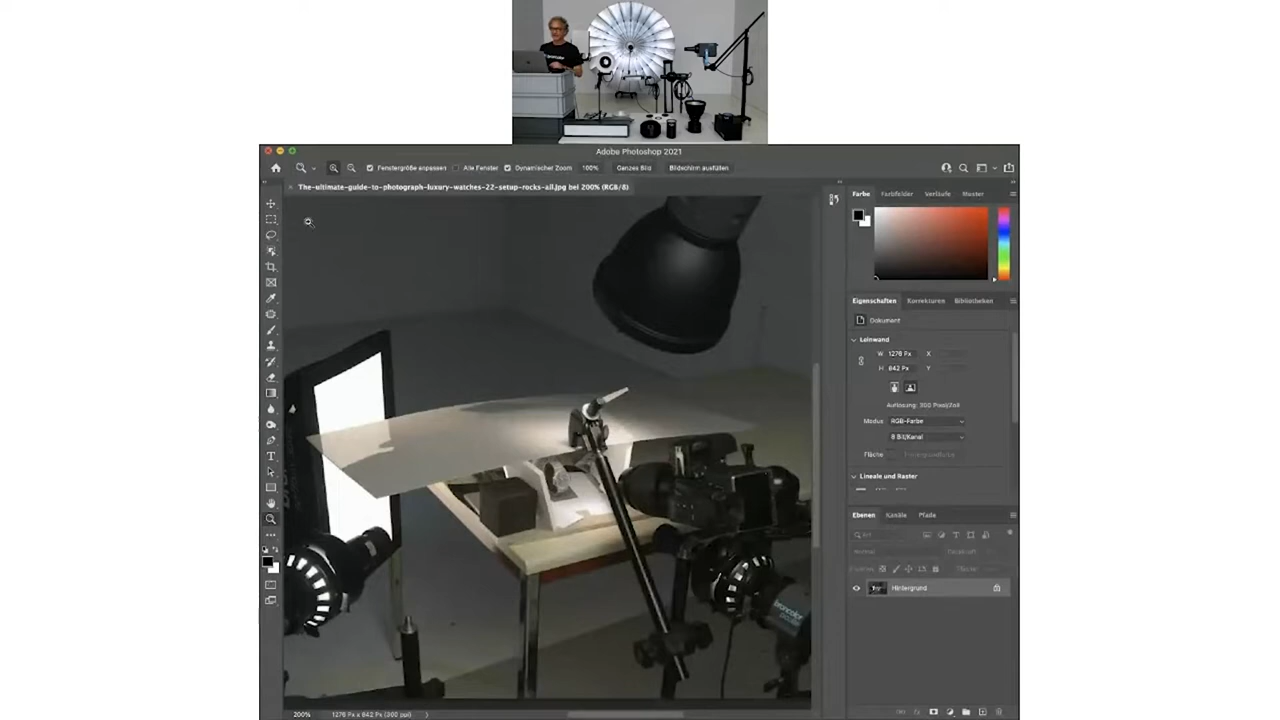 broncolor
Adobe Photoshop 2021
Fenstergröße anpassen
Alle Fenster
Dynamischer Zoom
100%
Ganzes Bild
Bildschirm ausfüllen
The-ultimate-guide-to-photograph-luxury-watches-22-setup-rocks-all.jpg bei 200% (RGB/8)
Farbe
Farbfelder
Verläufe
Muster
Eigenschaften
Korrekturen
Bibliotheken
Dokument
Leinwand
W 1276 Px
X
H 842 Px
Y
Auflösung: 300 Pixel/Zoll
Modus
RGB-Farbe
8 Bit/Kanal
Fläche
Lineale und Raster
Ebenen
Kanäle
Pfade
Normal
Hintergrund
broncolor
200%
1276 Px x 842 Px (300 ppi)